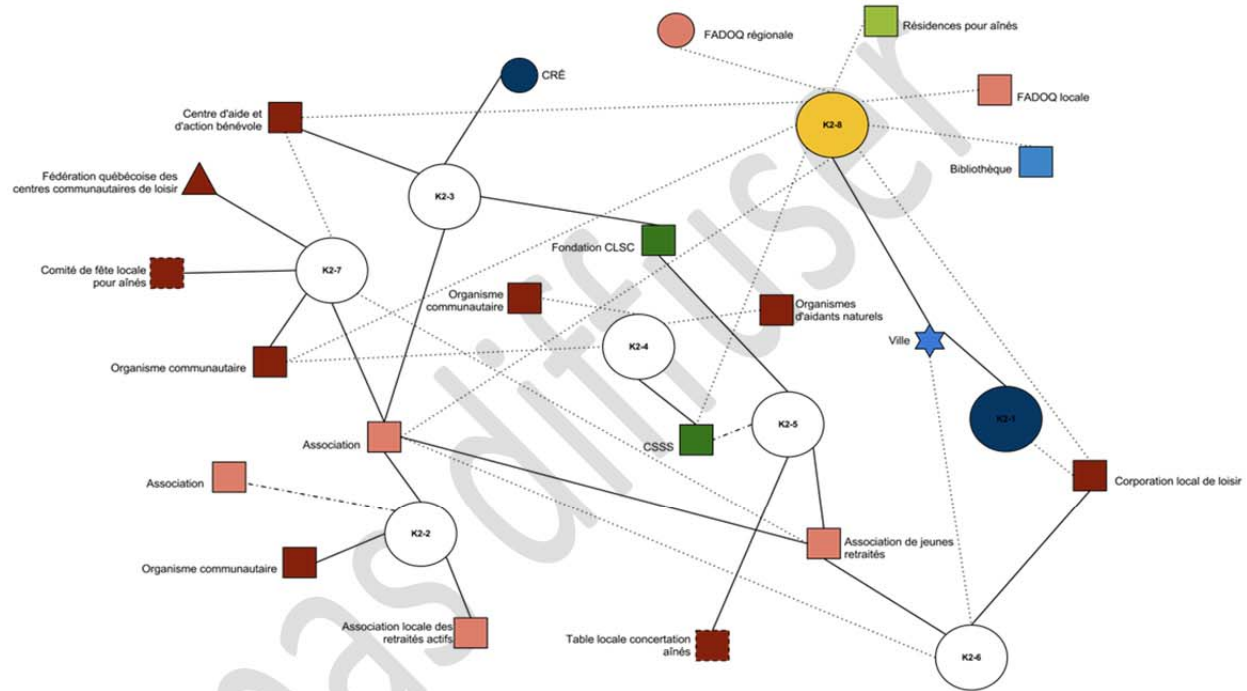 FADOQ régionale
Résidences pour aînés
CRÉ
FADOQ locale
Centre d'aide et
d'action bénévole
K2-8
Bibliothèque
Fédération québécoise des
centres communautaires de loisir
K2-3
Fondation CLSC
Comité de fête locale
pour aînés
K2-7
Organisme
communautaire
Organismes
d'aidants naturels
Ville
K2-4
Organisme communautaire
K2-1
K2-5
Association
CSSS
Association
Corporation local de loisir
K2-2
Association de jeunes
retraités
Organisme communautaire
Association locale des
retraités actifs
Table locale concertation
aînés
K2-6
pas diffuser